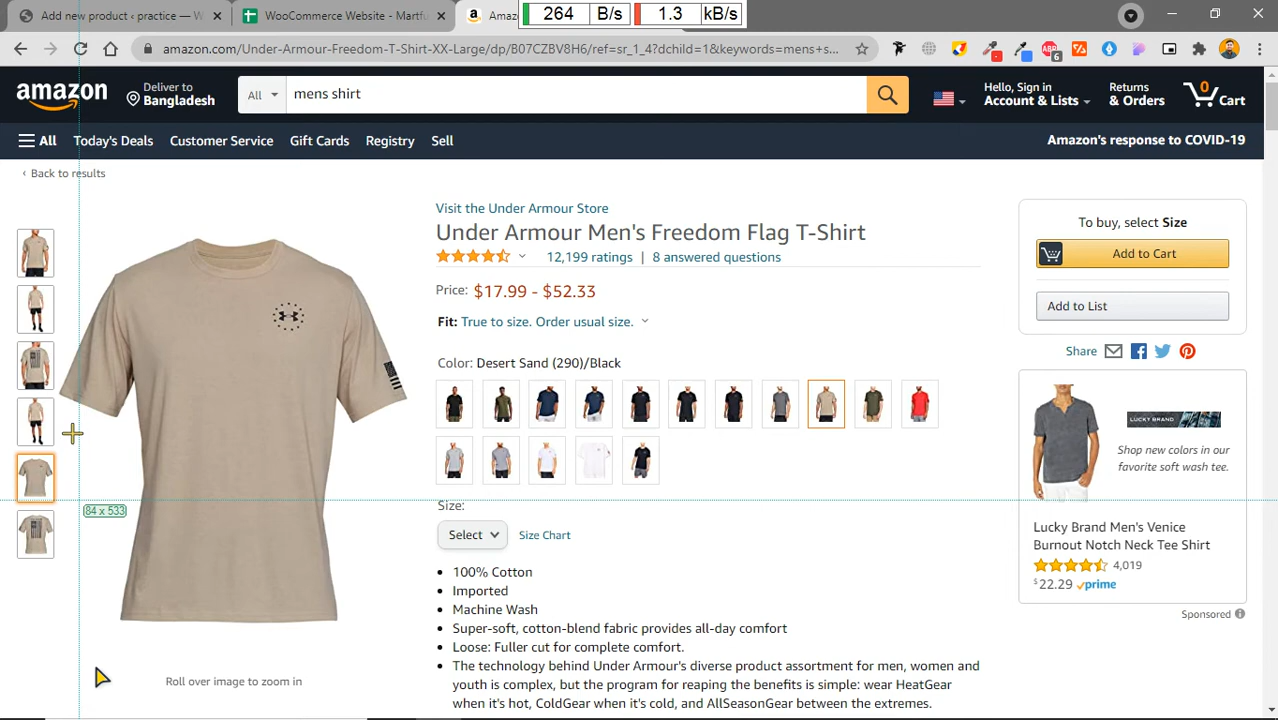 264 B/s 1.3 kB/s
Add new product ‹ practice — W
WooCommerce Website - Martfu
Amaz
amazon.com/Under-Armour-Freedom-T-Shirt-XX-Large/dp/B07CZBV8H6/ref=sr_1_4?dchild=1&keywords=mens+s...
6
amazon
Deliver to
Bangladesh
All
mens shirt
Hello, Sign in
Account & Lists
Returns
& Orders
0
Cart
All Today's Deals Customer Service Gift Cards Registry Sell
Amazon's response to COVID-19
‹ Back to results
Visit the Under Armour Store
Under Armour Men's Freedom Flag T-Shirt
12,199 ratings | 8 answered questions
Price: $17.99 - $52.33
Fit: True to size. Order usual size.
Color: Desert Sand (290)/Black
Size:
Select
Size Chart
• 100% Cotton
• Imported
• Machine Wash
• Super-soft, cotton-blend fabric provides all-day comfort
• Loose: Fuller cut for complete comfort.
• The technology behind Under Armour's diverse product assortment for men, women and
youth is complex, but the program for reaping the benefits is simple: wear HeatGear
when it's hot, ColdGear when it's cold, and AllSeasonGear between the extremes.
84 x 533
Roll over image to zoom in
To buy, select Size
Add to Cart
Add to List
Share
LUCKY BRAND
Shop new colors in our
favorite soft wash tee.
Lucky Brand Men's Venice
Burnout Notch Neck Tee Shirt
4,019
$22.29 prime
Sponsored